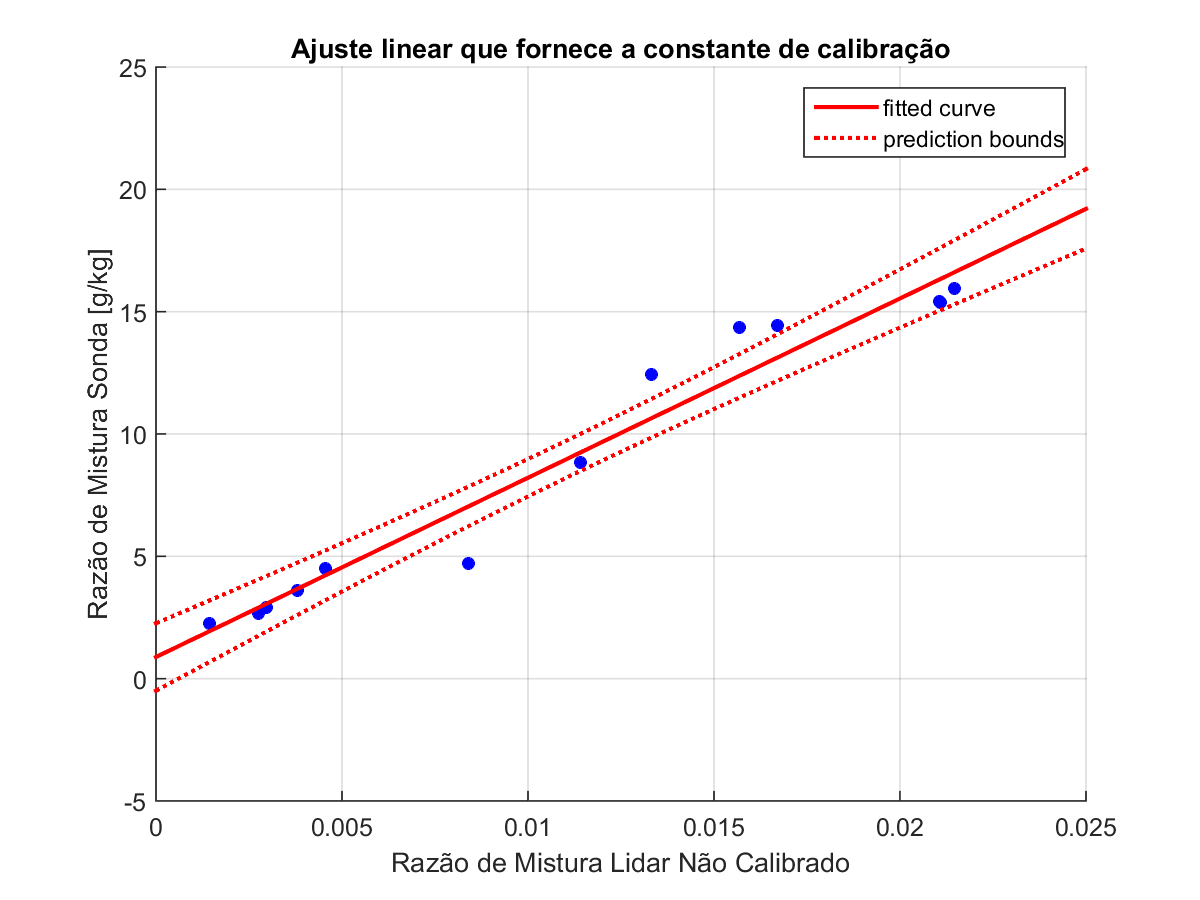 Ajuste linear que fornece a constante de calibração
fitted curve
prediction bounds
Razão de Mistura Sonda [g/kg]
25
20
15
10
5
0
-5
0
0.005
0.01
0.015
0.02
0.025
Razão de Mistura Lidar Não Calibrado